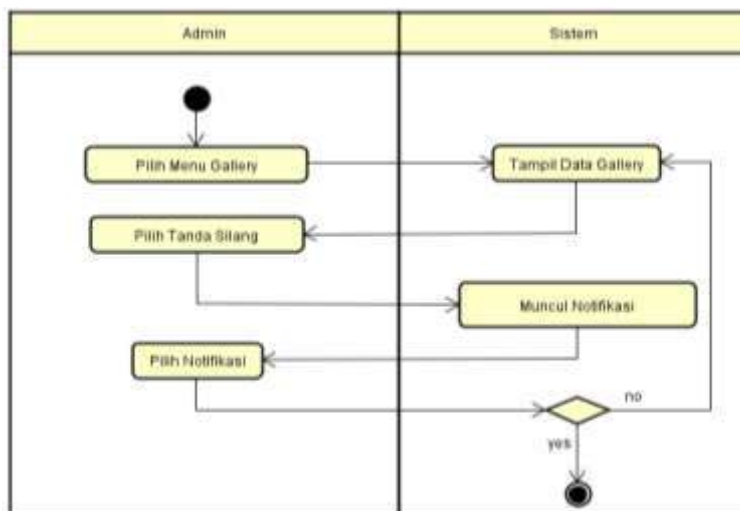 Admin
Sistem
Pilih Menu Gallery
Tampil Data Gallery
Pilih Tanda Silang
Muncul Notifikasi
Pilih Notifikasi
no
yes